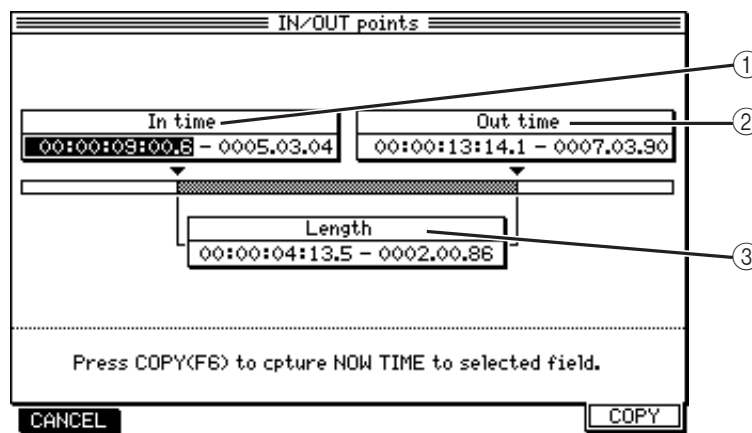 IN/OUT points
①
In time
Out time
②
00:00:09:00.6 – 0005.03.04
00:00:13:14.1 – 0007.03.90
Length
00:00:04:13.5 – 0002.00.86
③
Press COPY(F6) to cpture NOW TIME to selected field.
CANCEL
COPY